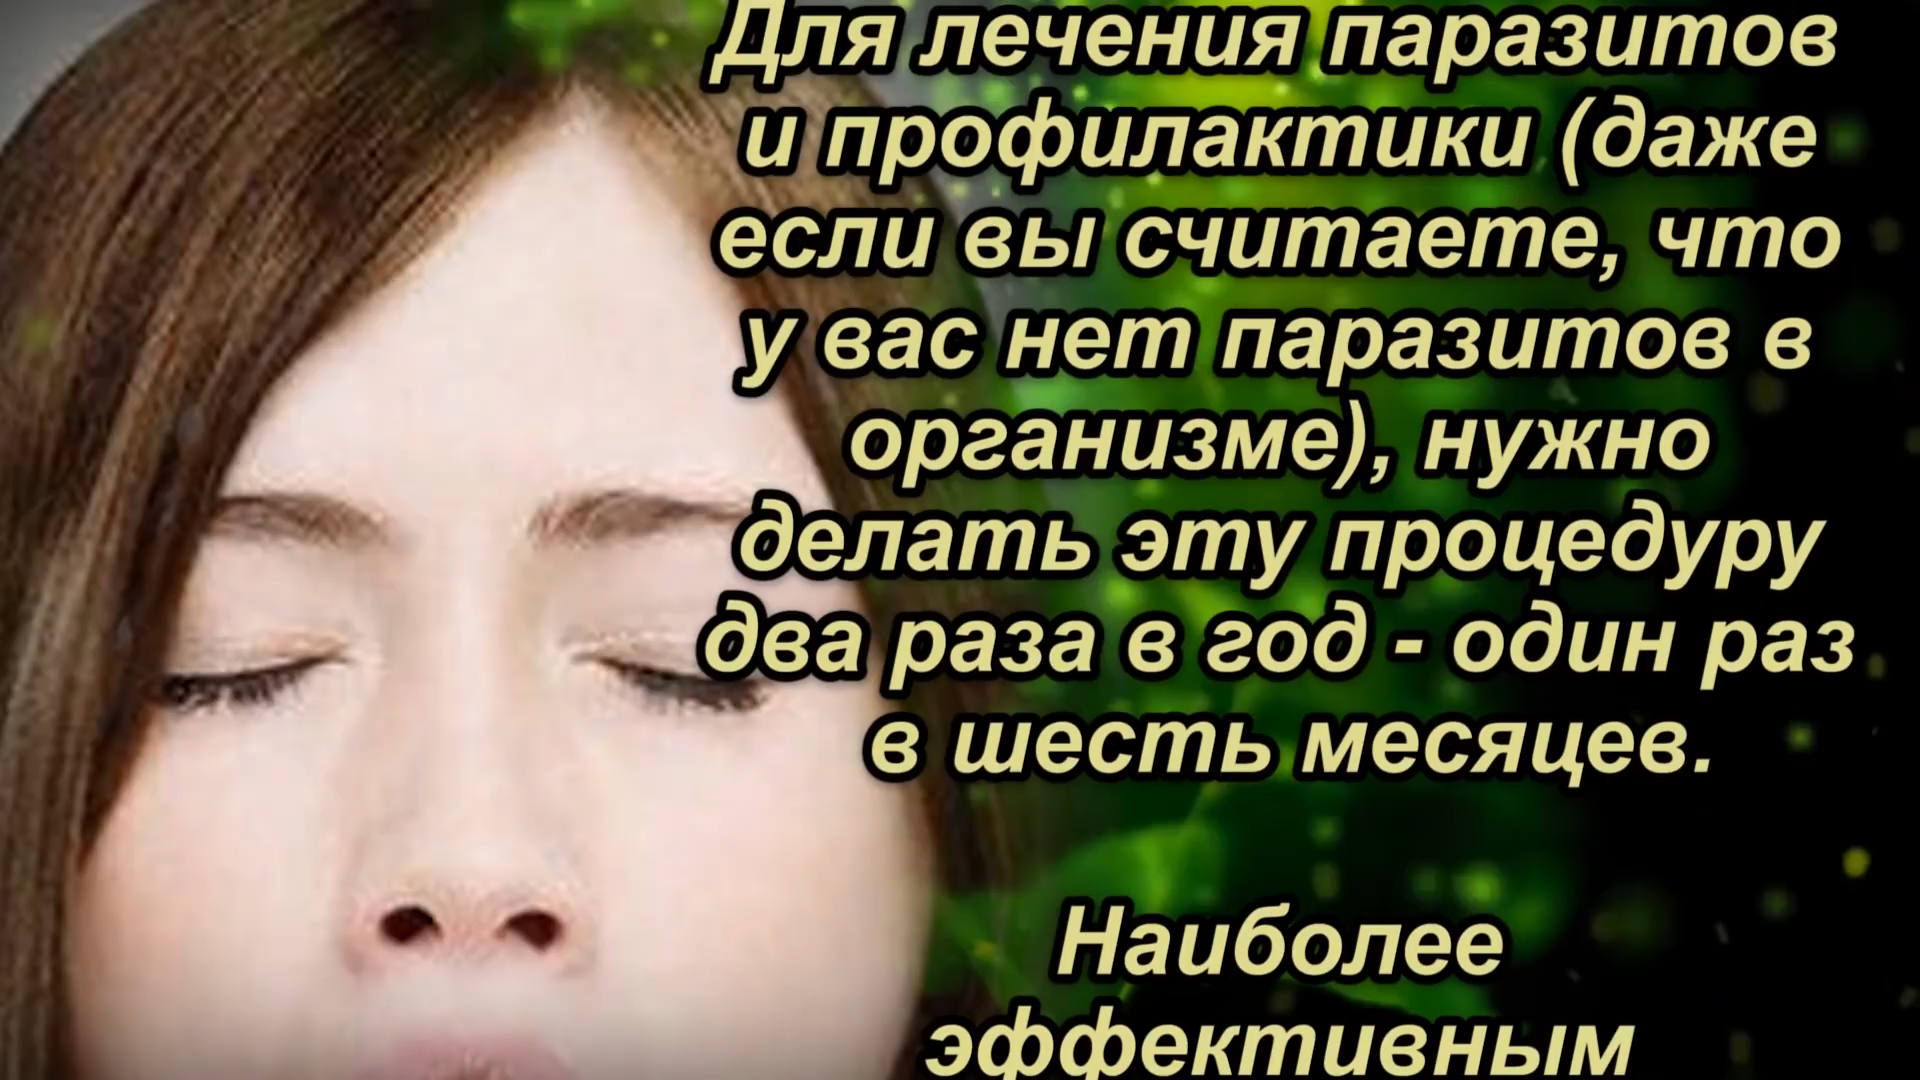 Для лечения паразитов
и профилактики (даже
если вы считаете, что
у вас нет паразитов в
организме), нужно
делать эту процедуру
два раза в год - один раз
в шесть месяцев.
Наиболее
эффективным